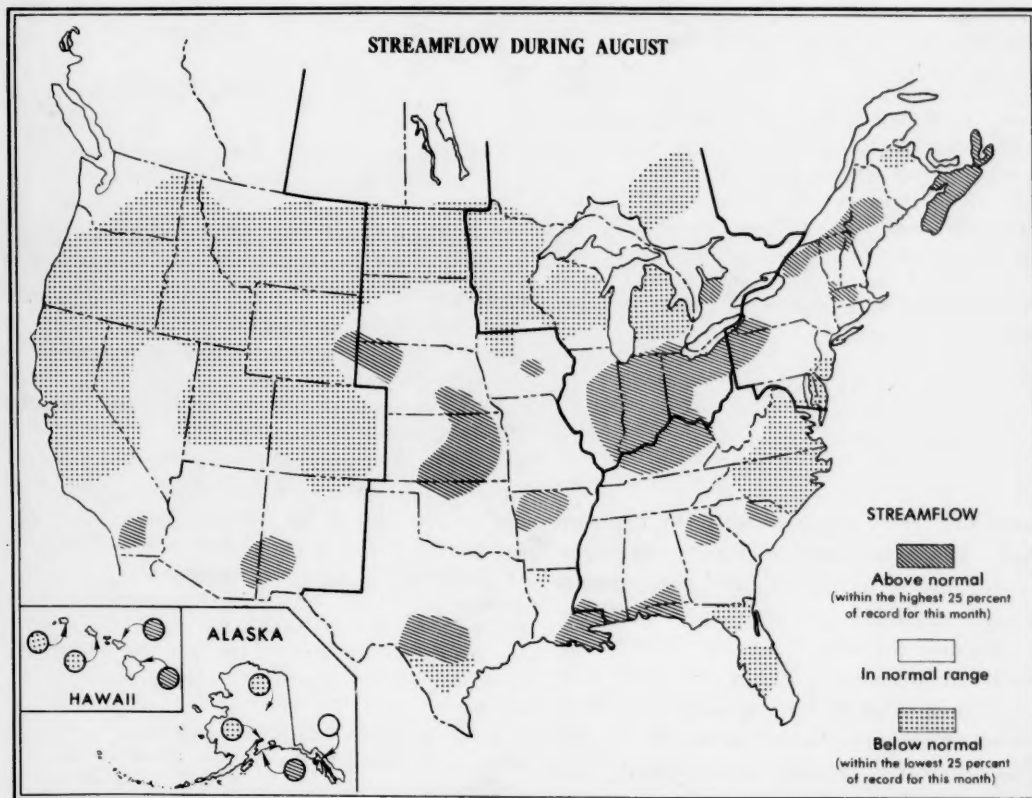 STREAMFLOW DURING AUGUST
STREAMFLOW
Above normal
(within the highest 25 percent
of record for this month)
In normal range
Below normal
(within the lowest 25 percent
of record for this month)
ALASKA
HAWAII